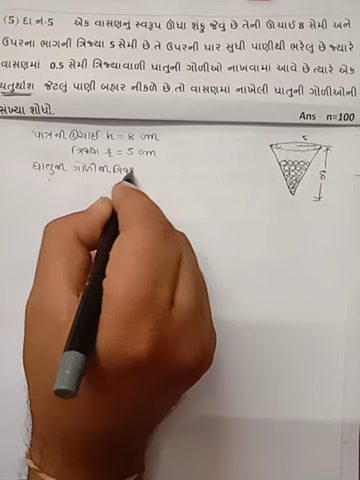 (5) દા.નં-5 એક વાસણનુ સ્વરૂપ ઊંધા શંકુ જેવુ છે તેની ઊંચાઈ 8 સેમી અને
ઉપરના ભાગની ત્રિજ્યા 5 સેમી છે તે ઉપરની ધાર સુધી પાણીથી ભરેલું છે જ્યારે
વાસણમાં 0.5 સેમી ત્રિજ્યાવાળી ધાતુની ગોળીઓ નાખવામાં આવે છે ત્યારે એક
ચતુર્થાંશ જેટલું પાણી બહાર નીકળે છે તો વાસણમાં નાખેલી ધાતુની ગોળીઓની
સંખ્યા શોધો.
Ans - n=100
પાત્રની ઊંચાઈ h = 8 cm
ત્રિજ્યા r = 5 cm
ધાતુના ગોળીની ત્રિજ્
5
8